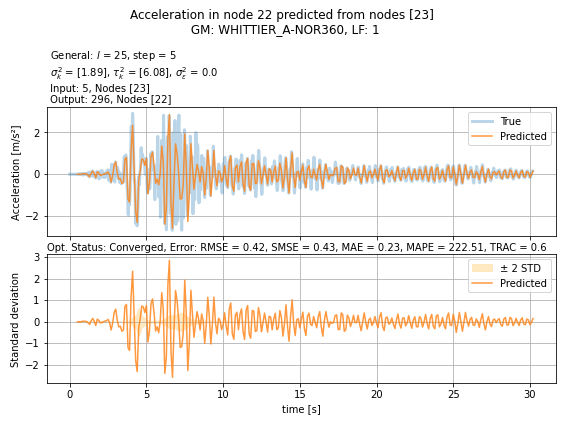 Acceleration in node 22 predicted from nodes [23]
GM: WHITTIER_A-NOR360, LF: 1
General: l = 25, step = 5
σ²ₖ = [1.89], τ²ₖ = [6.08], σ²ε = 0.0
Input: 5, Nodes [23]
Output: 296, Nodes [22]
Acceleration [m/s²]
2
0
−2
True
Predicted
Opt. Status: Converged, Error: RMSE = 0.42, SMSE = 0.43, MAE = 0.23, MAPE = 222.51, TRAC = 0.6
Standard deviation
3
2
1
0
−1
−2
± 2 STD
Predicted
0 5 10 15 20 25 30
time [s]